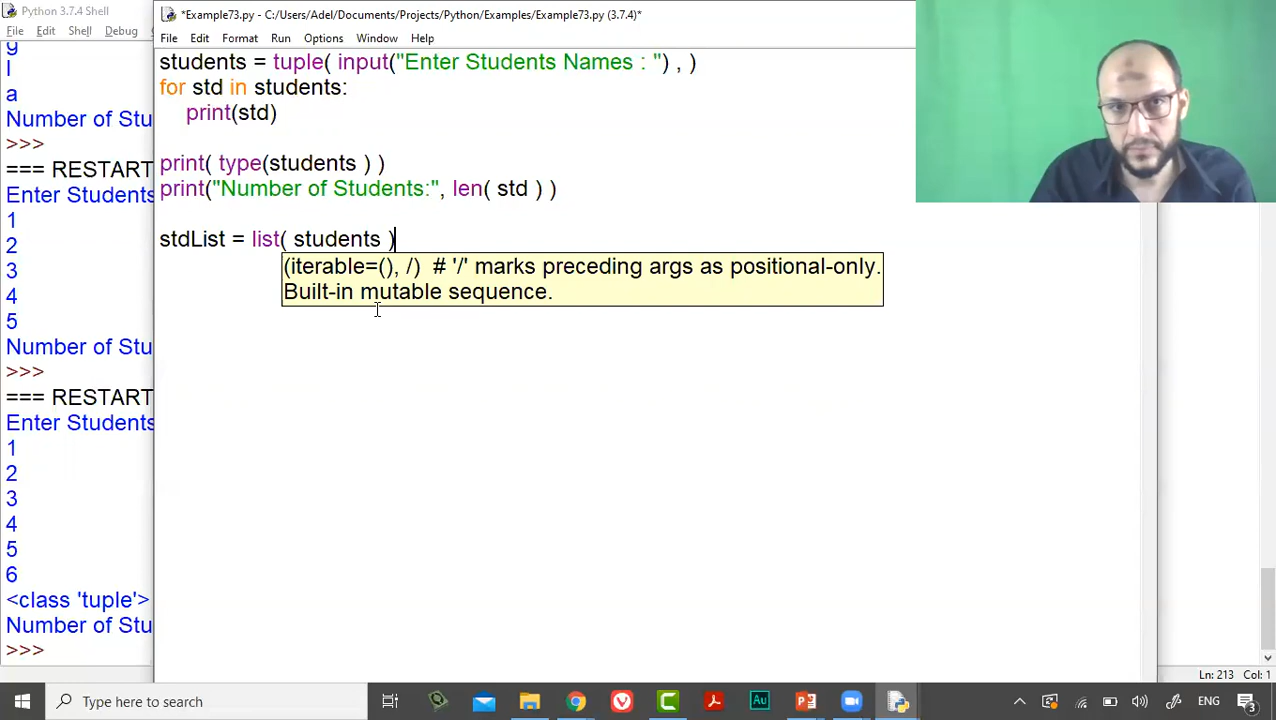 Python 3.7.4 Shell
File Edit Shell Debug
g
l
a
Number of Stu
>>>
=== RESTART
Enter Students
1
2
3
4
5
Number of Stu
>>>
=== RESTART
Enter Students
1
2
3
4
5
6
<class 'tuple'>
Number of Stu
>>>
*Example73.py - C:/Users/Adel/Documents/Projects/Python/Examples/Example73.py (3.7.4)*
File Edit Format Run Options Window Help
students = tuple( input("Enter Students Names : ") , )
for std in students:
print(std)
print( type(students ) )
print("Number of Students:", len( std ) )
stdList = list( students )
(iterable=(), /) # '/' marks preceding args as positional-only.
Built-in mutable sequence.
Ln: 213 Col: 1
Type here to search
Au
ENG
3